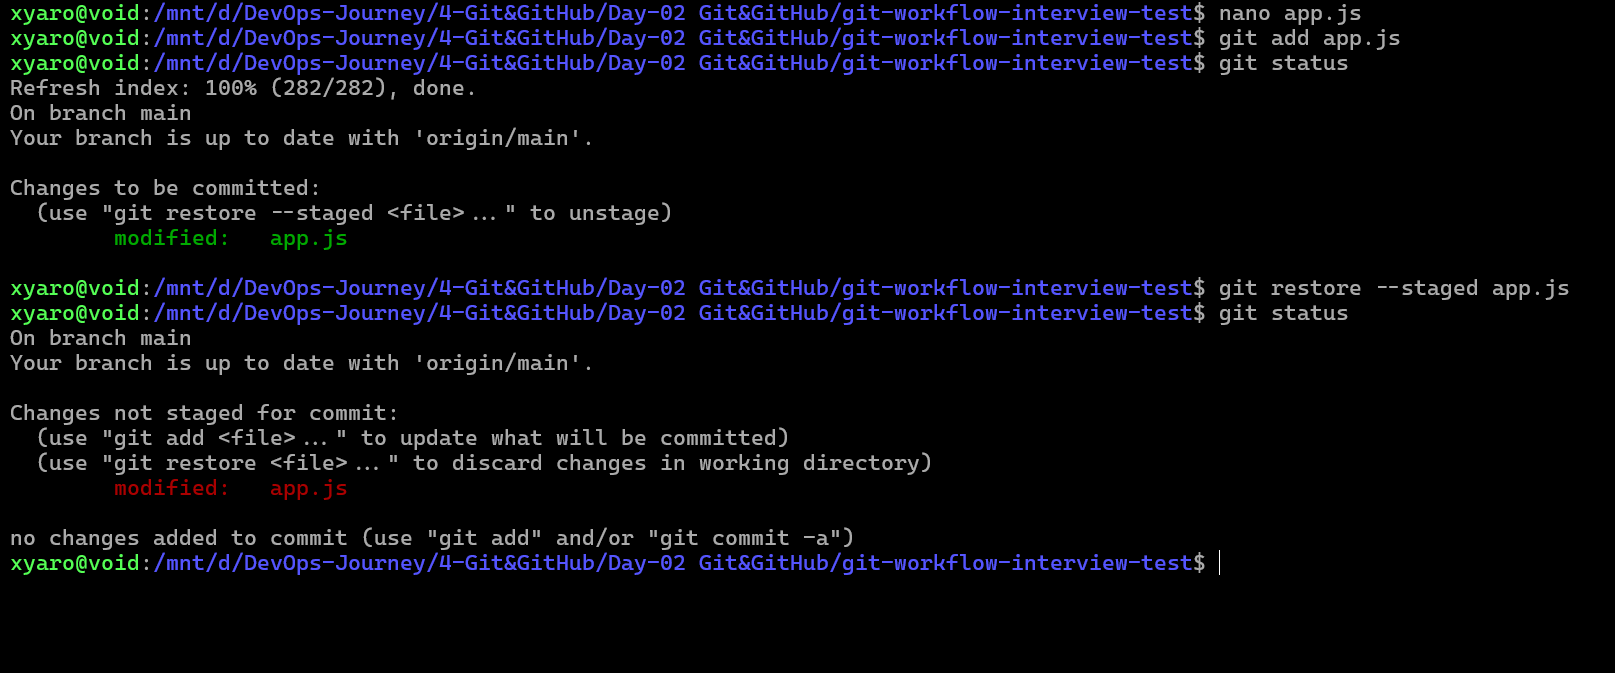 xyaro@void:/mnt/d/DevOps-Journey/4-Git&GitHub/Day-02 Git&GitHub/git-workflow-interview-test$ nano app.js
xyaro@void:/mnt/d/DevOps-Journey/4-Git&GitHub/Day-02 Git&GitHub/git-workflow-interview-test$ git add app.js
xyaro@void:/mnt/d/DevOps-Journey/4-Git&GitHub/Day-02 Git&GitHub/git-workflow-interview-test$ git status
Refresh index: 100% (282/282), done.
On branch main
Your branch is up to date with 'origin/main'.
Changes to be committed:
  (use "git restore --staged <file>..." to unstage)
        modified:   app.js
xyaro@void:/mnt/d/DevOps-Journey/4-Git&GitHub/Day-02 Git&GitHub/git-workflow-interview-test$ git restore --staged app.js
xyaro@void:/mnt/d/DevOps-Journey/4-Git&GitHub/Day-02 Git&GitHub/git-workflow-interview-test$ git status
On branch main
Your branch is up to date with 'origin/main'.
Changes not staged for commit:
  (use "git add <file>..." to update what will be committed)
  (use "git restore <file>..." to discard changes in working directory)
        modified:   app.js
no changes added to commit (use "git add" and/or "git commit -a")
xyaro@void:/mnt/d/DevOps-Journey/4-Git&GitHub/Day-02 Git&GitHub/git-workflow-interview-test$